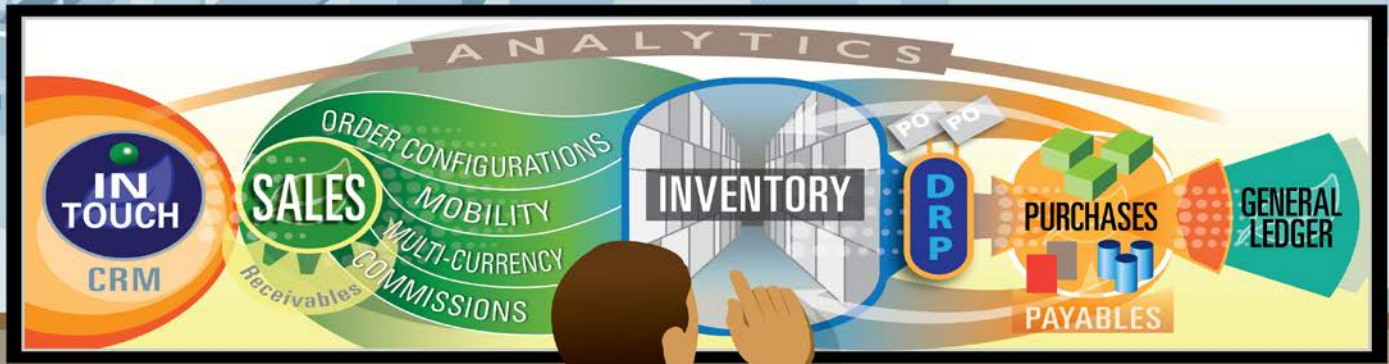 ANALYTICS
IN
TOUCH
CRM
SALES
Receivables
ORDER CONFIGURATIONS
MOBILITY
MULTI-CURRENCY
COMMISSIONS
INVENTORY
PO
PO
DRP
PURCHASES
PAYABLES
GENERAL
LEDGER